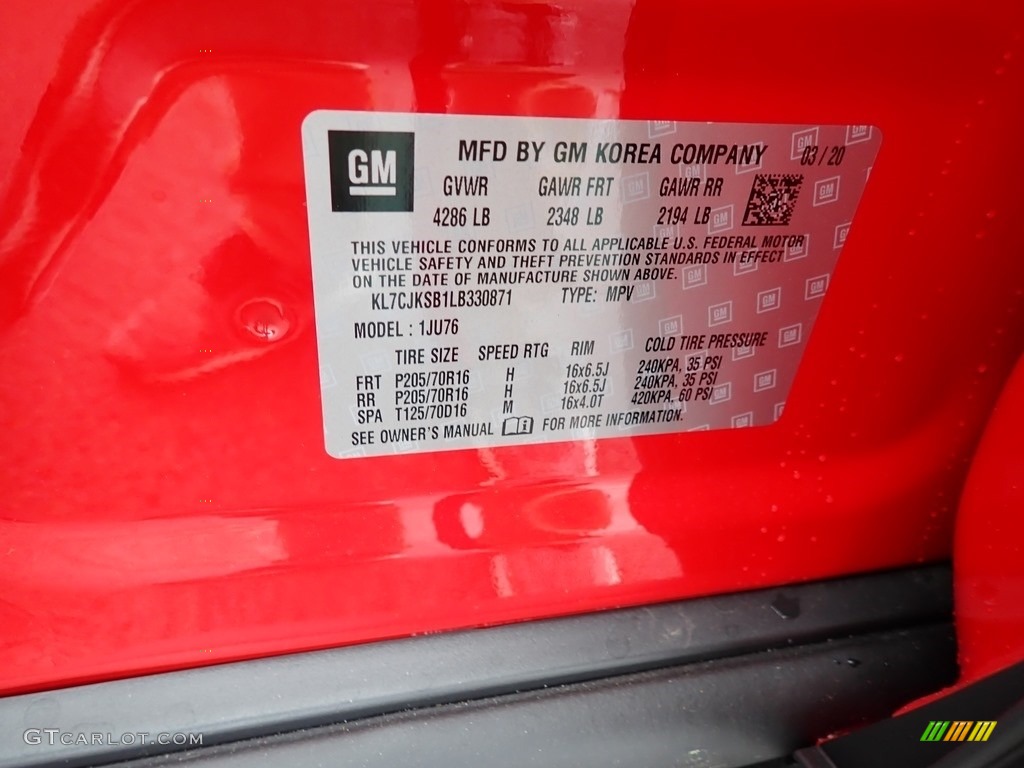 GM
MFD BY GM KOREA COMPANY 03/20
GVWR GAWR FRT GAWR RR
4286 LB 2348 LB 2194 LB
THIS VEHICLE CONFORMS TO ALL APPLICABLE U.S. FEDERAL MOTOR
VEHICLE SAFETY AND THEFT PREVENTION STANDARDS IN EFFECT
ON THE DATE OF MANUFACTURE SHOWN ABOVE.
KL7CJKSB1LB330871 TYPE: MPV
MODEL : 1JU76
TIRE SIZE SPEED RTG RIM COLD TIRE PRESSURE
FRT P205/70R16 H 16x6.5J 240KPA, 35 PSI
RR P205/70R16 H 16x6.5J 240KPA, 35 PSI
SPA T125/70D16 M 16x4.0T 420KPA, 60 PSI
SEE OWNER'S MANUAL FOR MORE INFORMATION.
GTCARLOT.COM